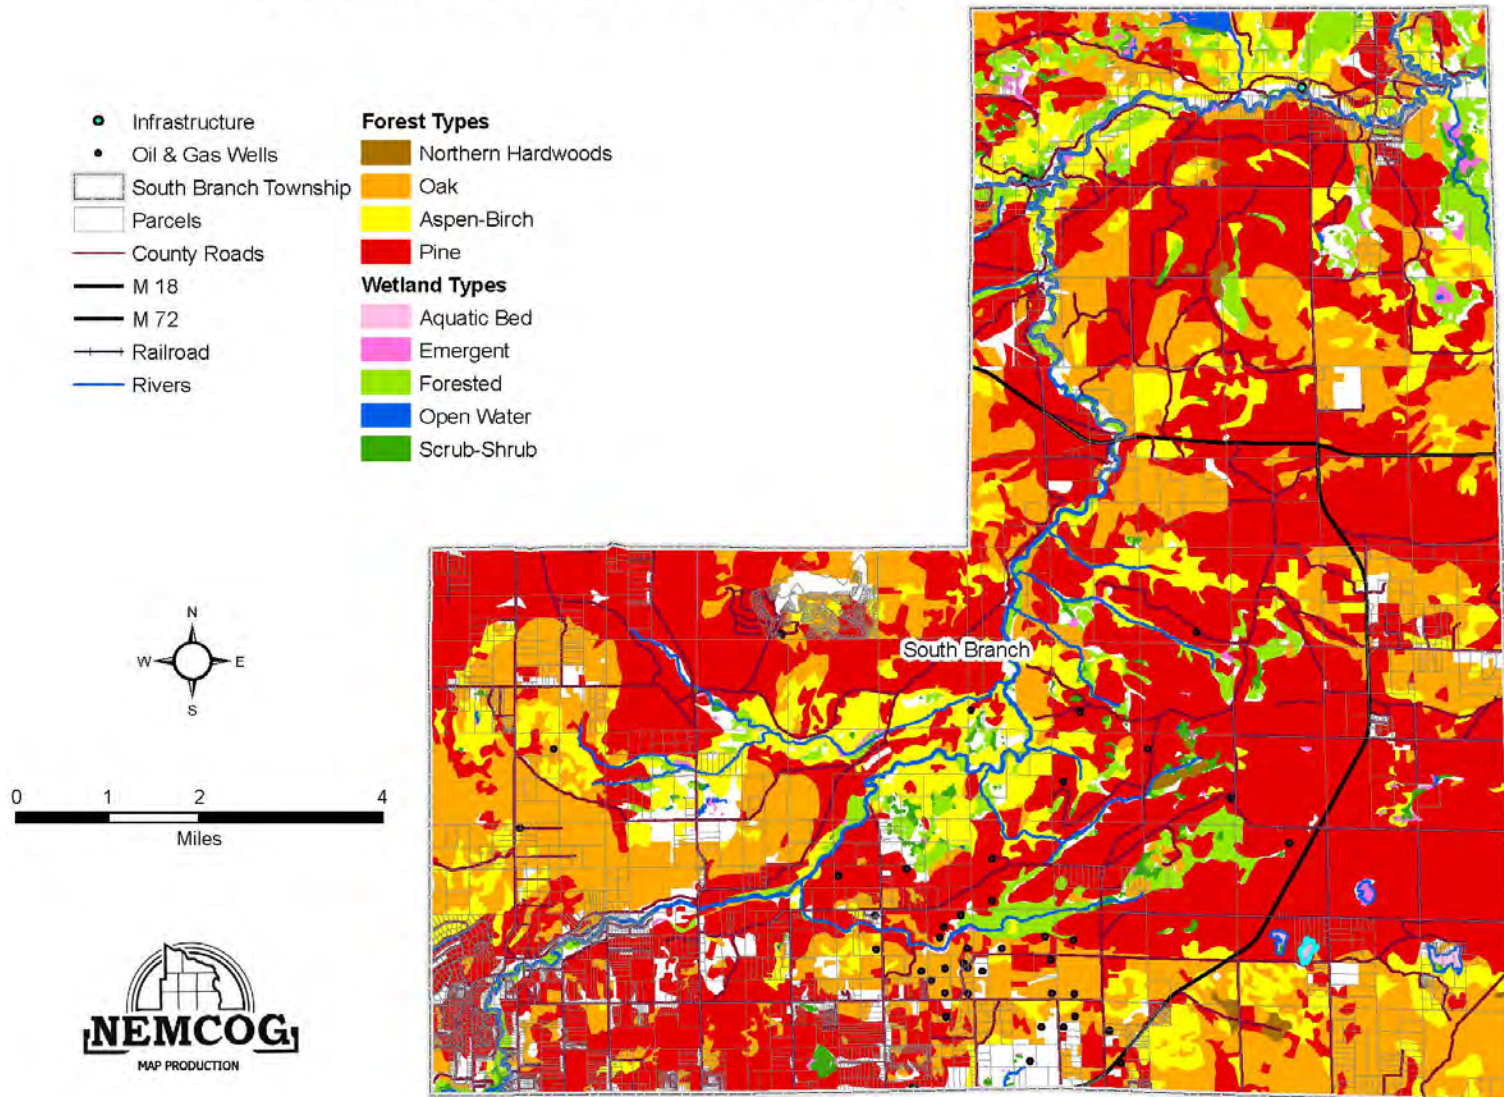 Infrastructure
Oil & Gas Wells
South Branch Township
Parcels
County Roads
M 18
M 72
Railroad
Rivers
Forest Types
Northern Hardwoods
Oak
Aspen-Birch
Pine
Wetland Types
Aquatic Bed
Emergent
Forested
Open Water
Scrub-Shrub
N
W E
S
0 1 2 4
Miles
South Branch
NEMCOG
MAP PRODUCTION